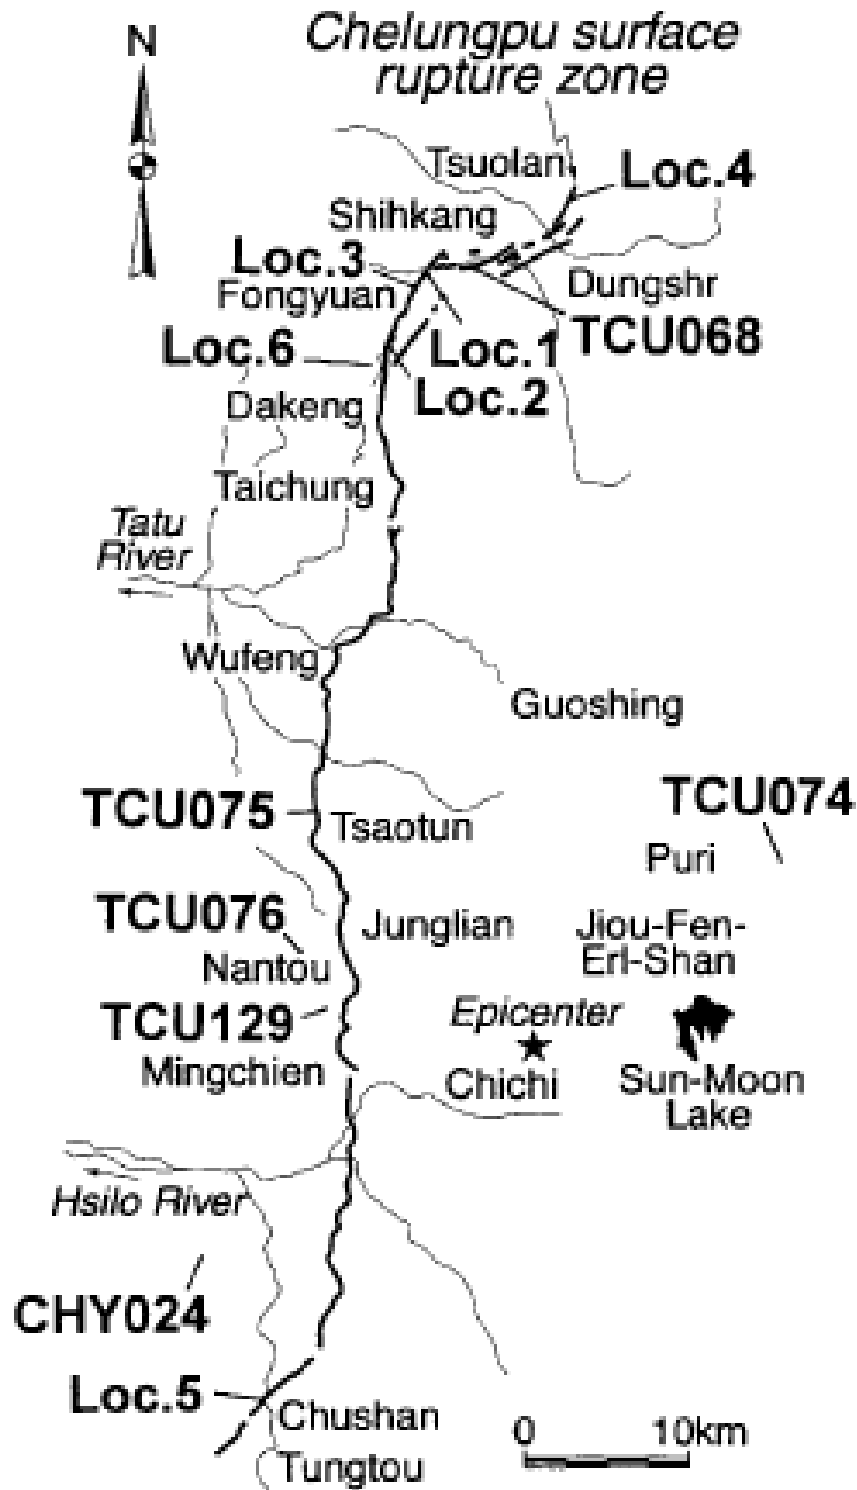 N
Chelungpu surface
rupture zone
Tsuolan
Loc.4
Shihkang
Loc.3
Fongyuan
Dungshr
TCU068
Loc.6
Loc.1
Loc.2
Dakeng
Taichung
Tatu
River
Wufeng
Guoshing
TCU075
Tsaotun
TCU074
Puri
TCU076
Junglian
Jiou-Fen-
Erl-Shan
Nantou
TCU129
Epicenter
Mingchien
Chichi
Sun-Moon
Lake
Hsilo River
CHY024
Loc.5
Chushan
0 10km
Tungtou